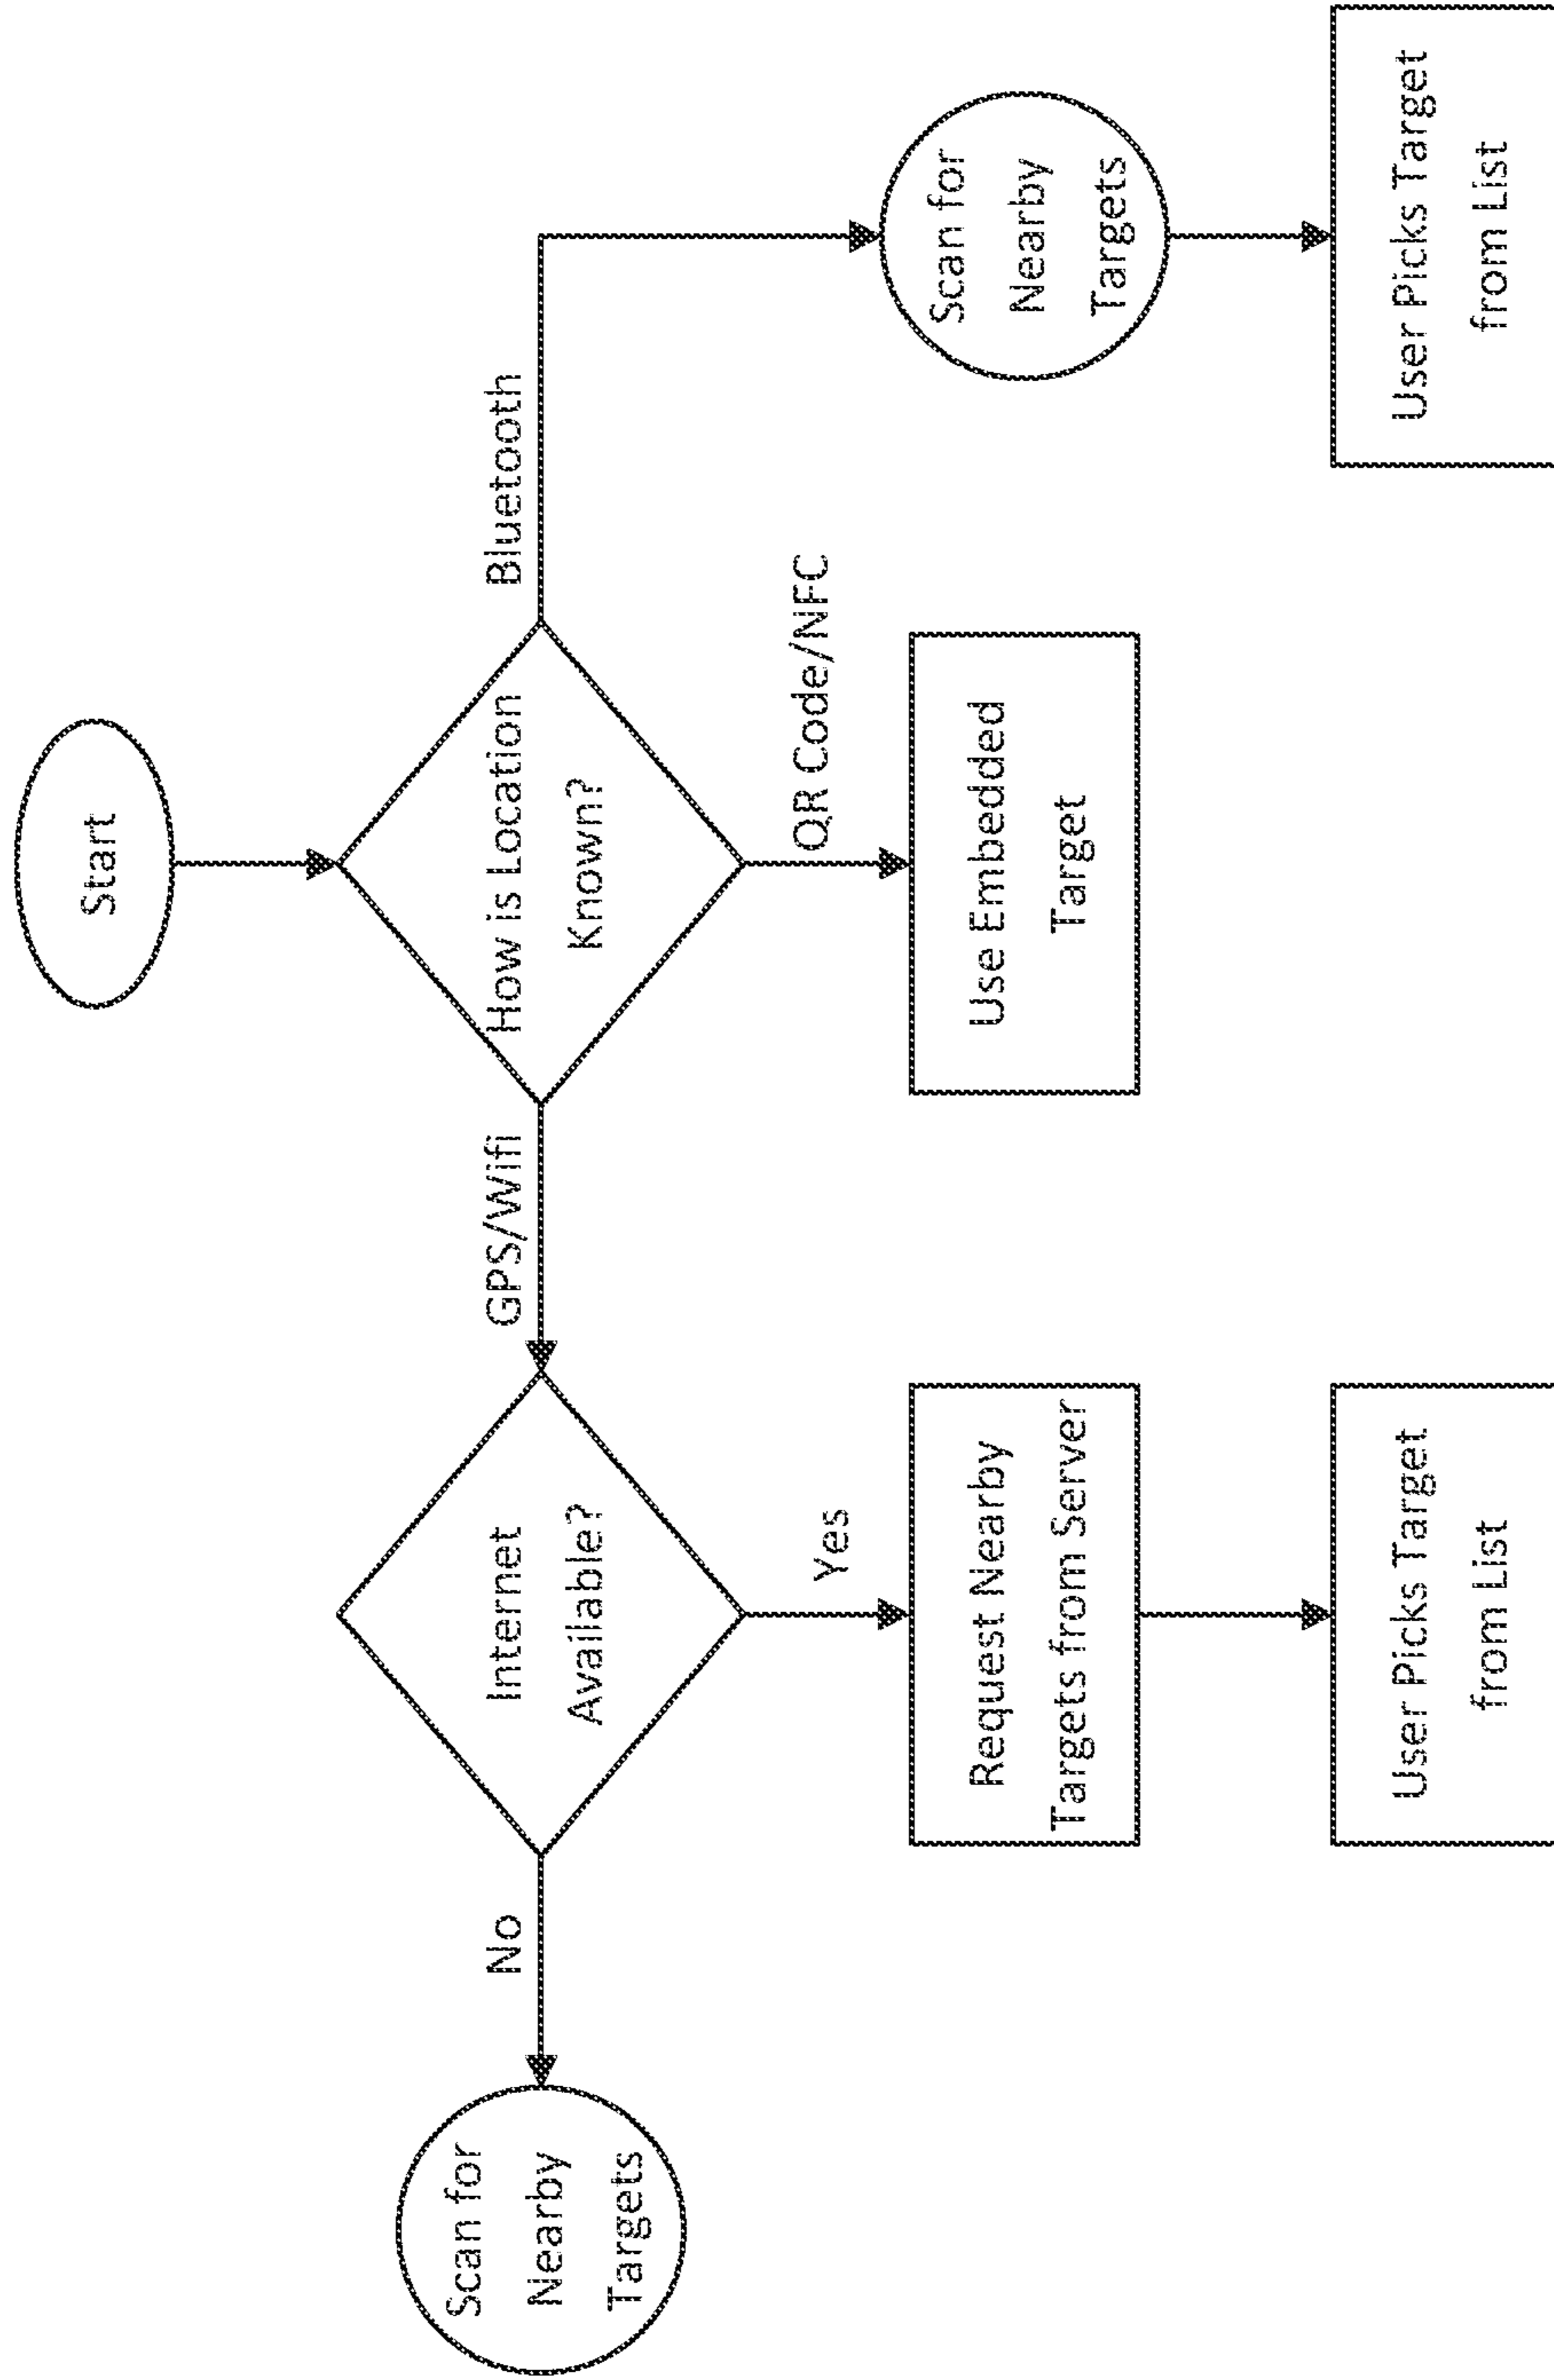 Start
How is Location
Known?
GPS/Wifi
Bluetooth
QR Code/NFC
Internet
Available?
No
Yes
Scan for
Nearby
Targets
Request Nearby
Targets from Server
Use Embedded
Target
Scan for
Nearby
Targets
User Picks Target
from List
User Picks Target
from List